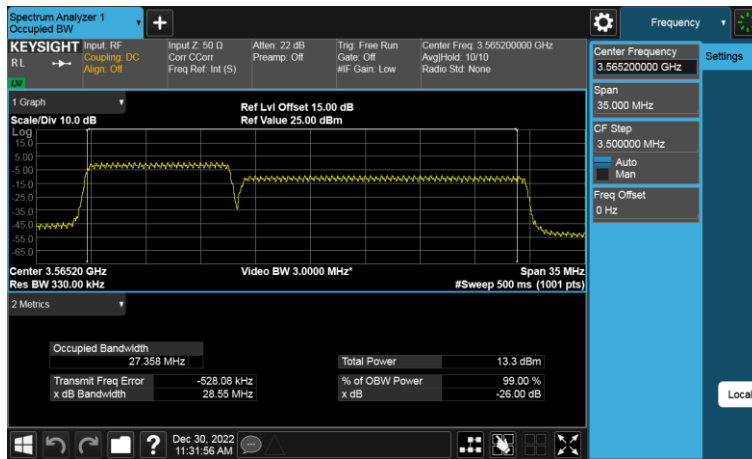 Spectrum Analyzer 1
Occupied BW
Frequency
KEYSIGHT
RL
LXI
Input: RF
Coupling: DC
Align: Off
Input Z: 50 Ω
Corr CCorr
Freq Ref: Int (S)
Atten: 22 dB
Preamp: Off
Trig: Free Run
Gate: Off
#IF Gain: Low
Center Freq: 3.565200000 GHz
Avg|Hold: 10/10
Radio Std: None
Center Frequency
3.565200000 GHz
Settings
Span
35.000 MHz
CF Step
3.500000 MHz
Auto
Man
Freq Offset
0 Hz
1 Graph
Scale/Div 10.0 dB
Ref Lvl Offset 15.00 dB
Ref Value 25.00 dBm
Log
15.0
5.00
-5.00
-15.0
-25.0
-35.0
-45.0
-55.0
-65.0
Center 3.56520 GHz
Video BW 3.0000 MHz*
Span 35 MHz
Res BW 330.00 kHz
#Sweep 500 ms (1001 pts)
2 Metrics
Occupied Bandwidth
27.358 MHz
Total Power 13.3 dBm
Transmit Freq Error -528.08 kHz
% of OBW Power 99.00 %
x dB Bandwidth 28.55 MHz
x dB -26.00 dB
Local
?
Dec 30, 2022
11:31:56 AM